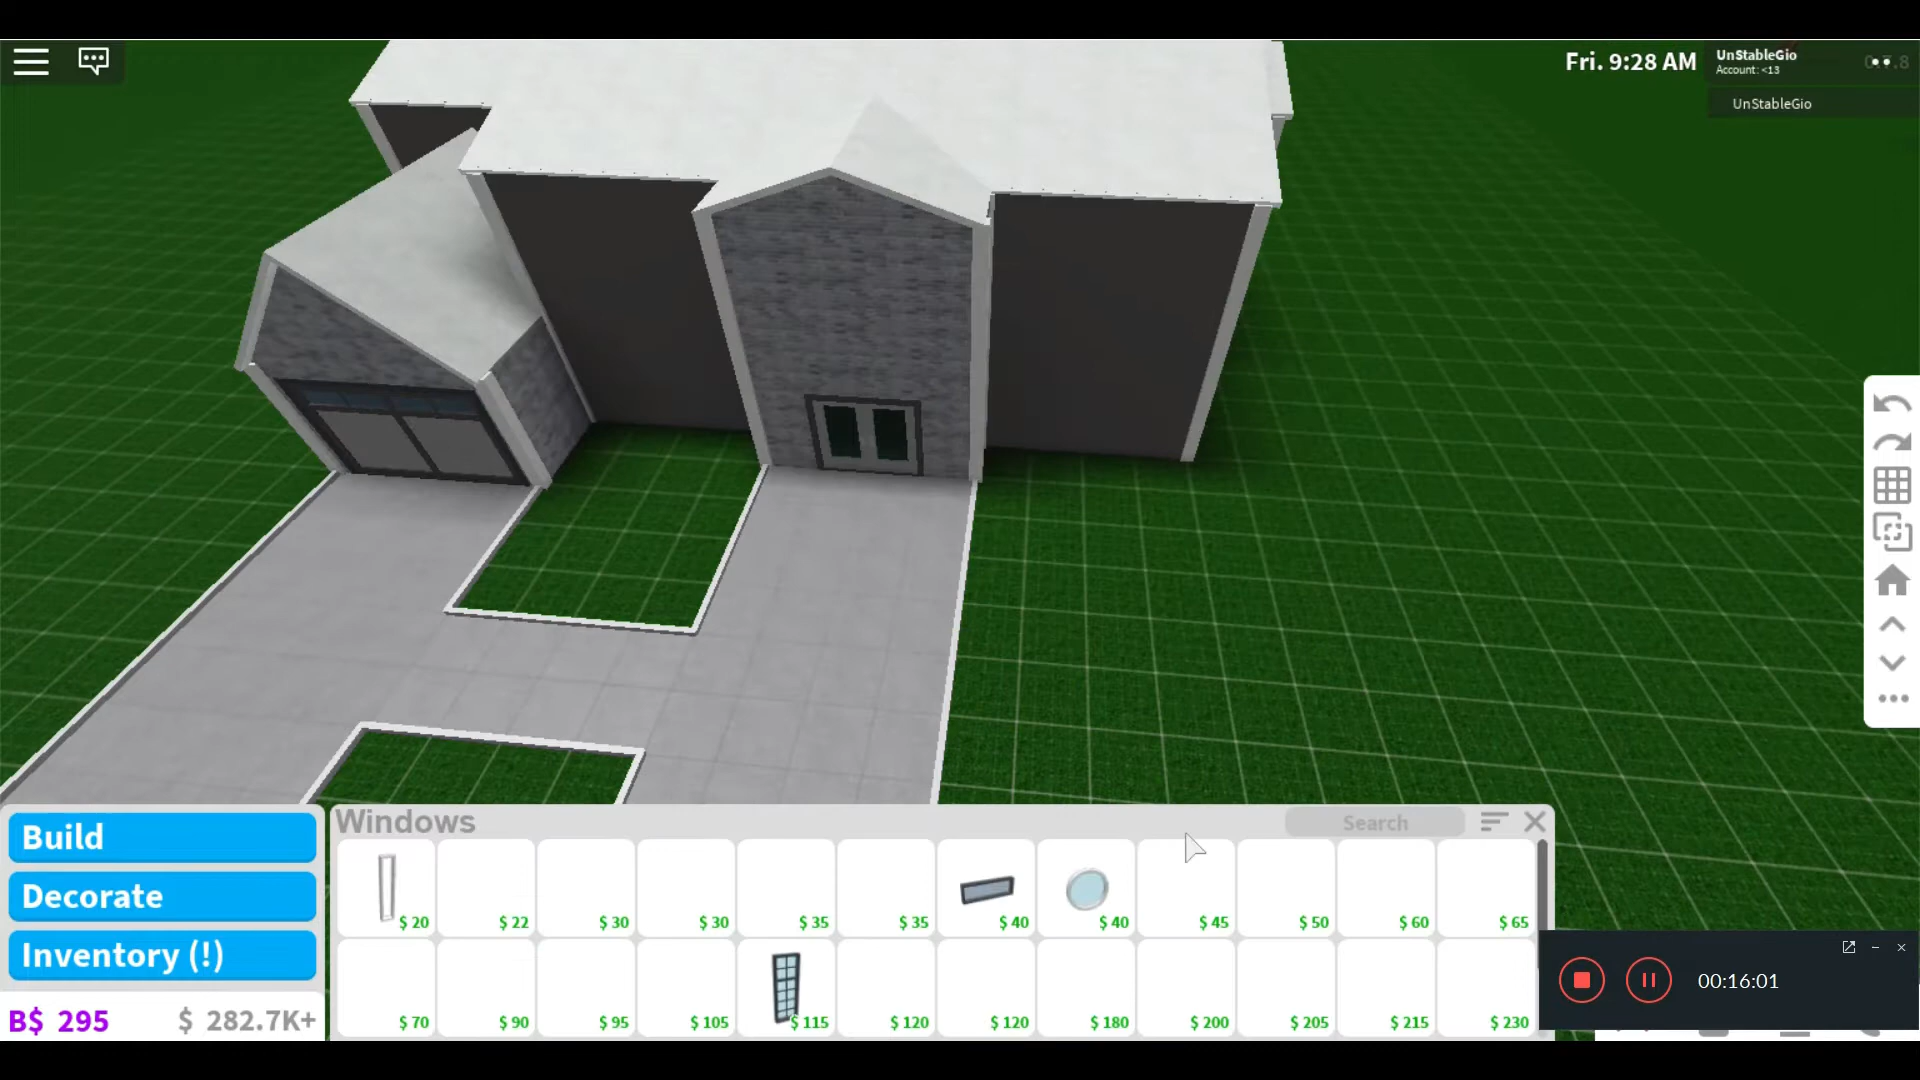 Fri. 9:28 AM
UnStableGio
Account: <13
UnStableGio
Build
Decorate
Inventory (!)
B$ 295
$ 282.7K+
Windows
Search
$ 20
$ 22
$ 30
$ 30
$ 35
$ 35
$ 40
$ 40
$ 45
$ 50
$ 60
$ 65
$ 70
$ 90
$ 95
$ 105
$ 115
$ 120
$ 120
$ 180
$ 200
$ 205
$ 215
$ 230
00:16:01